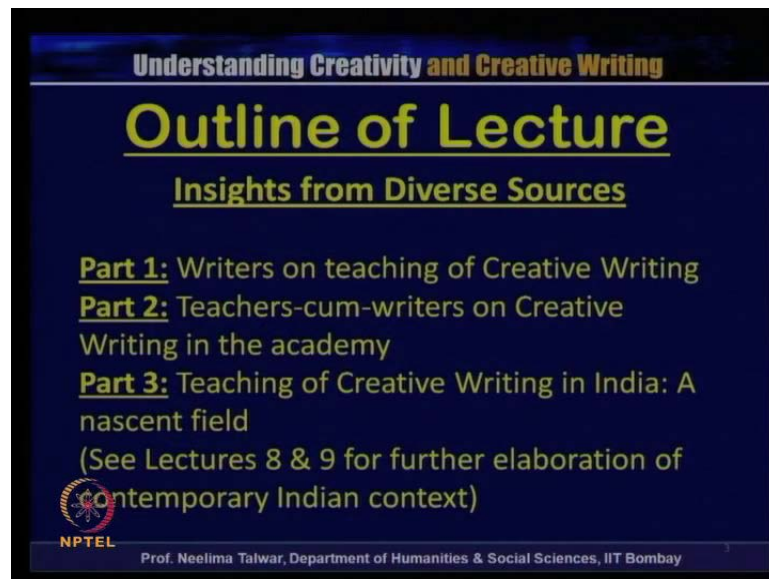 Understanding Creativity and Creative Writing
Outline of Lecture
Insights from Diverse Sources
Part 1: Writers on teaching of Creative Writing
Part 2: Teachers-cum-writers on Creative
Writing in the academy
Part 3: Teaching of Creative Writing in India: A
nascent field
(See Lectures 8 & 9 for further elaboration of
contemporary Indian context)
NPTEL
Prof. Neelima Talwar, Department of Humanities & Social Sciences, IIT Bombay
3